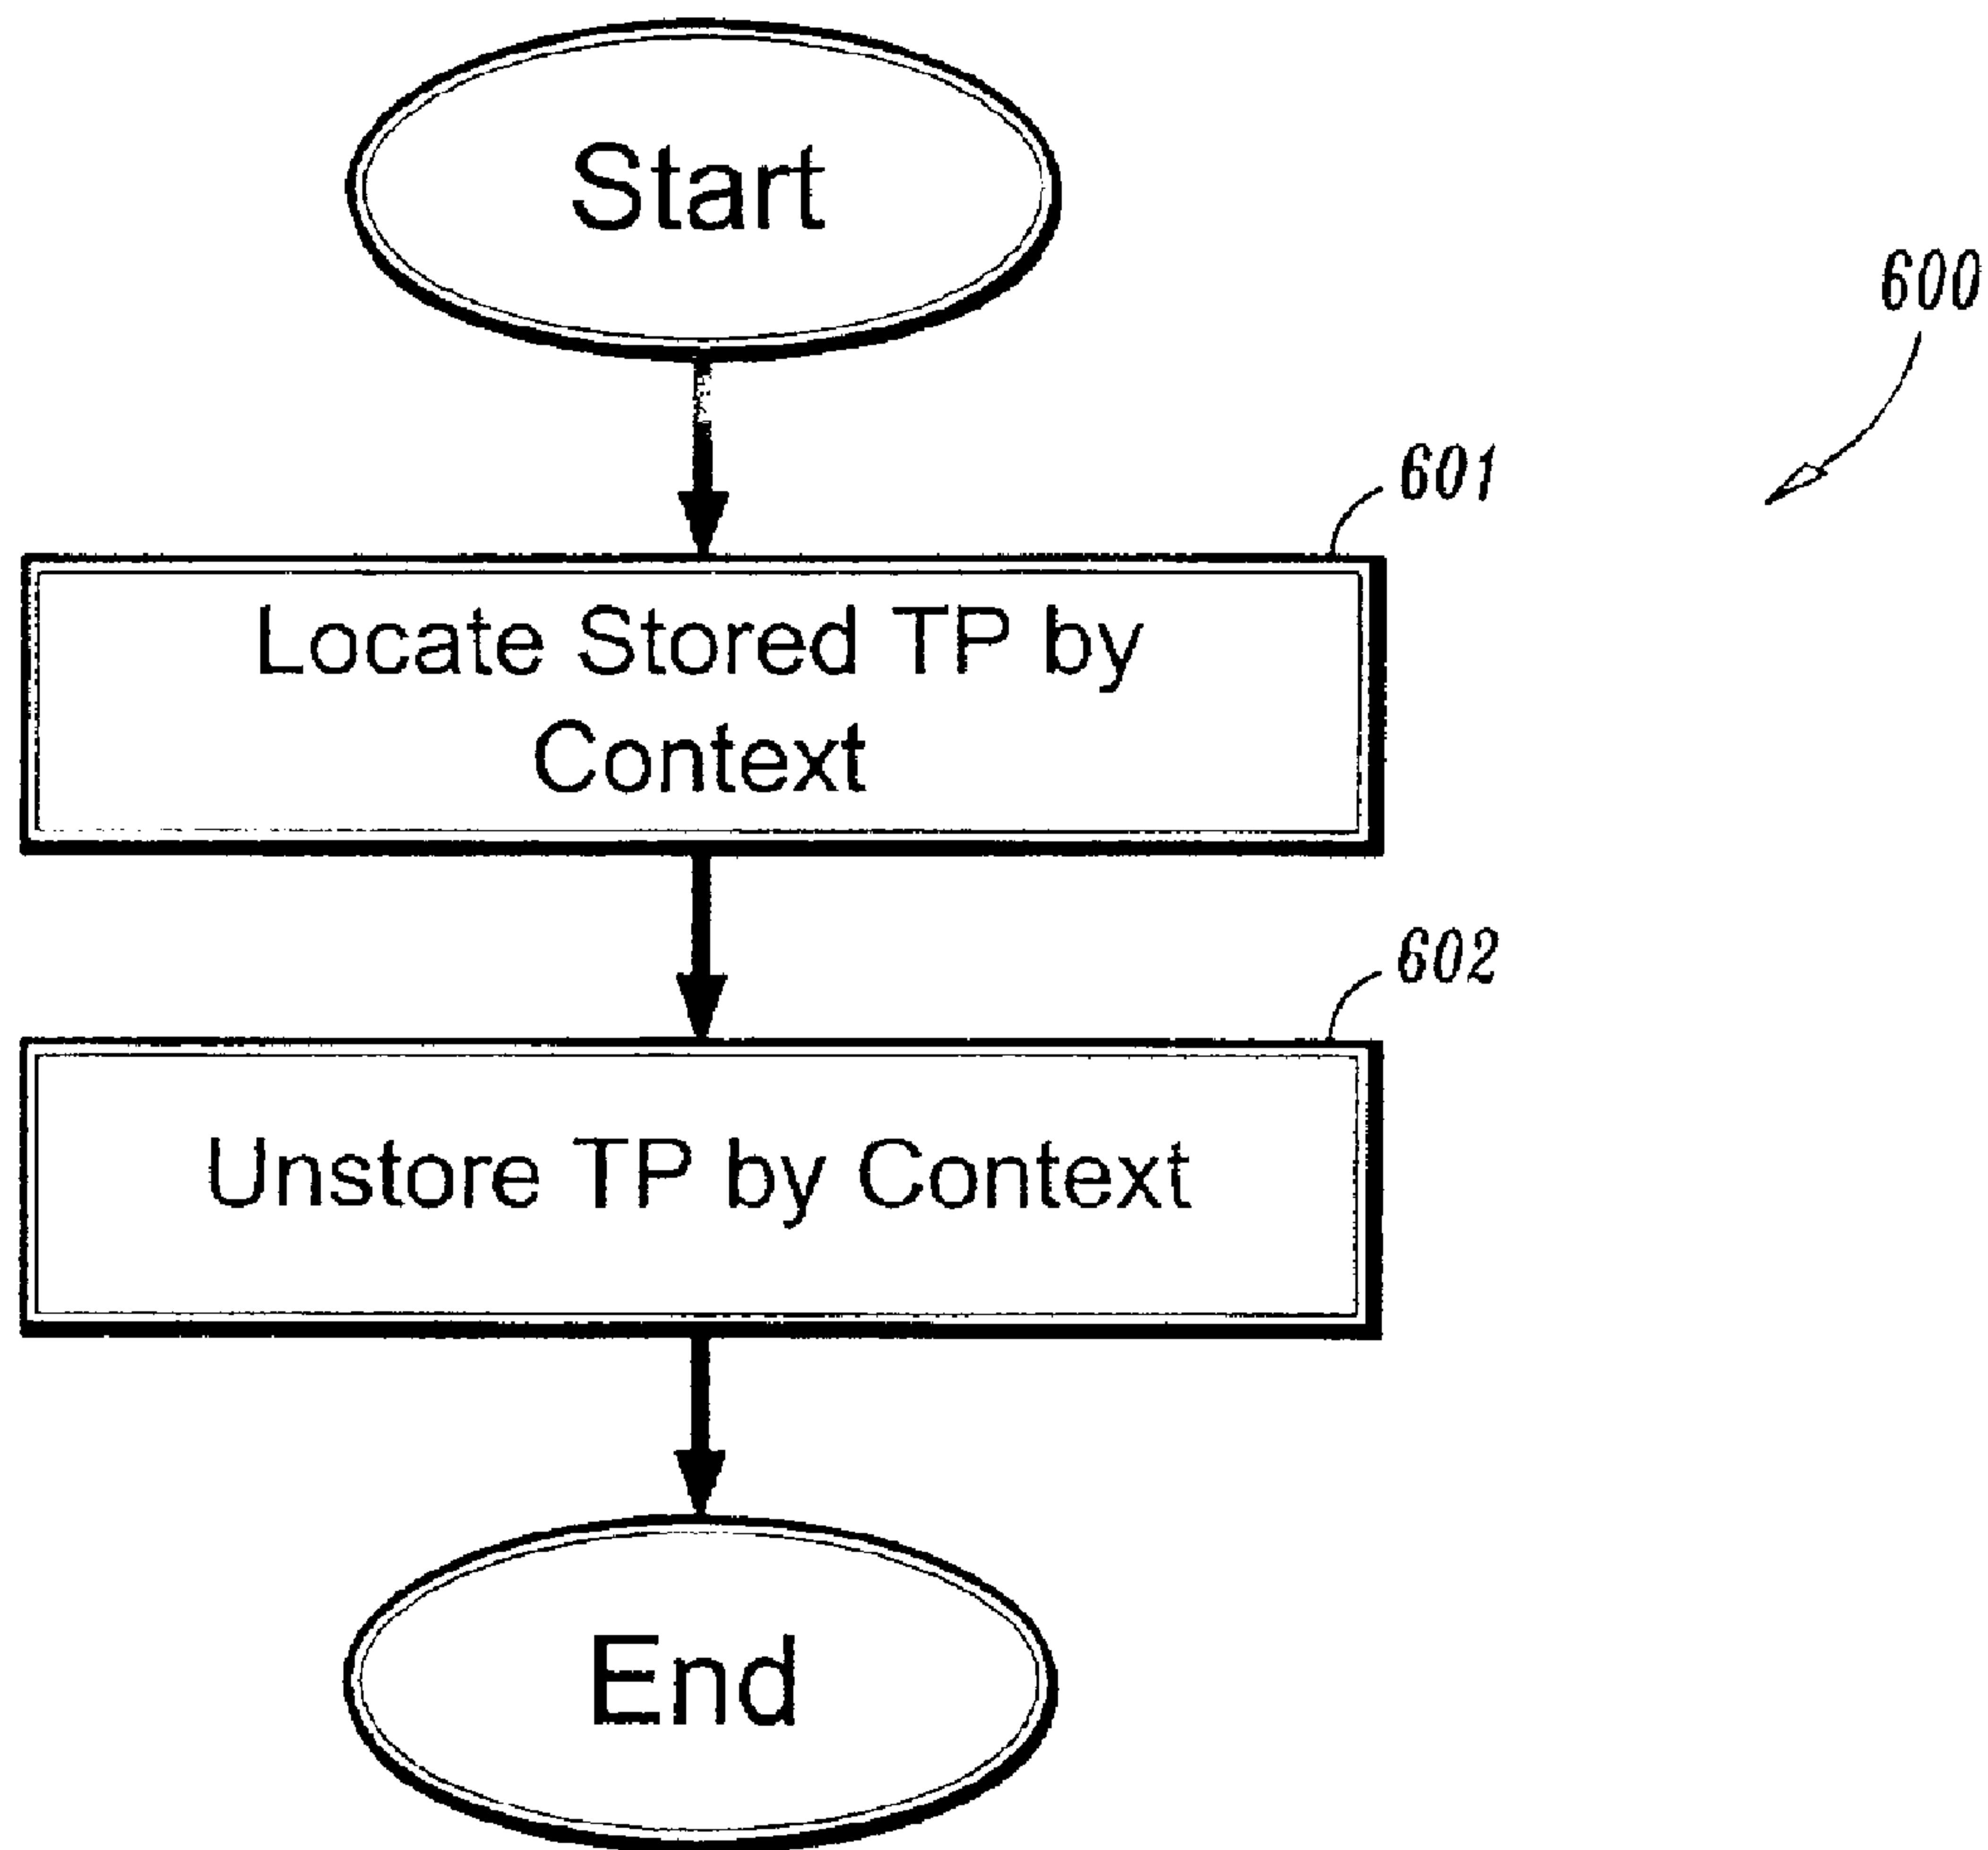 Start
600
601
Locate Stored TP by
Context
602
Unstore TP by Context
End